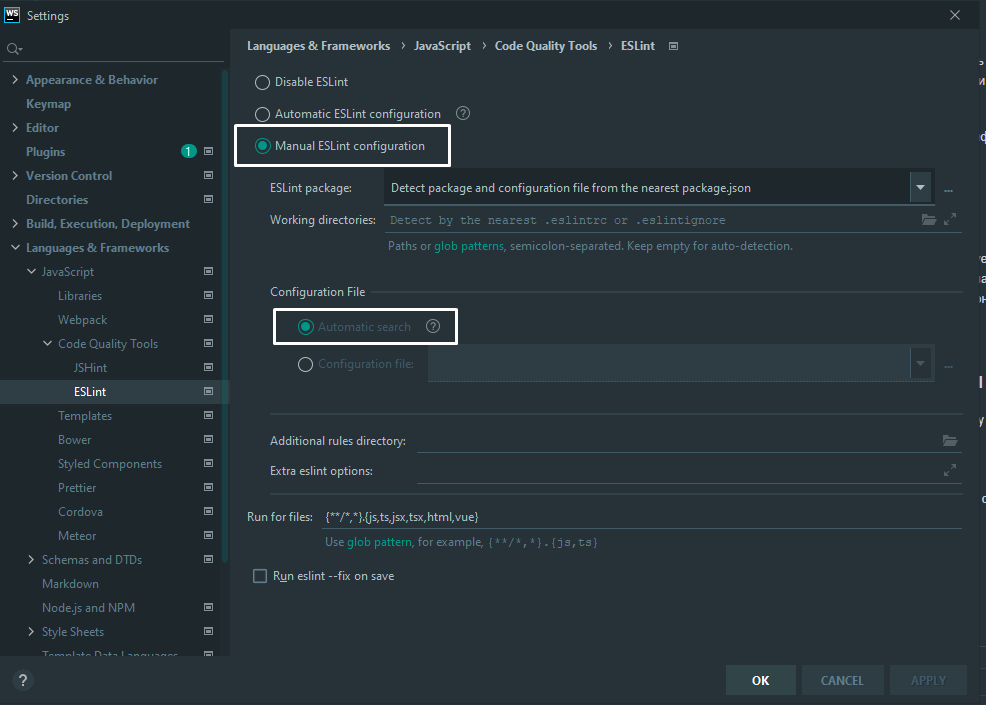 WS Settings
Languages & Frameworks › JavaScript › Code Quality Tools › ESLint
Appearance & Behavior
Keymap
Editor
Plugins 1
Version Control
Directories
Build, Execution, Deployment
Languages & Frameworks
JavaScript
Libraries
Webpack
Code Quality Tools
JSHint
ESLint
Templates
Bower
Styled Components
Prettier
Cordova
Meteor
Schemas and DTDs
Markdown
Node.js and NPM
Style Sheets
Template Data Languages
Disable ESLint
Automatic ESLint configuration ?
Manual ESLint configuration
ESLint package: Detect package and configuration file from the nearest package.json ...
Working directories: Detect by the nearest .eslintrc or .eslintignore
Paths or glob patterns, semicolon-separated. Keep empty for auto-detection.
Configuration File
Automatic search ?
Configuration file: ...
Additional rules directory:
Extra eslint options:
Run for files: {**/*,*}.{js,ts,jsx,tsx,html,vue}
Use glob pattern, for example, {**/*,*}.{js,ts}
Run eslint --fix on save
?
OK CANCEL APPLY